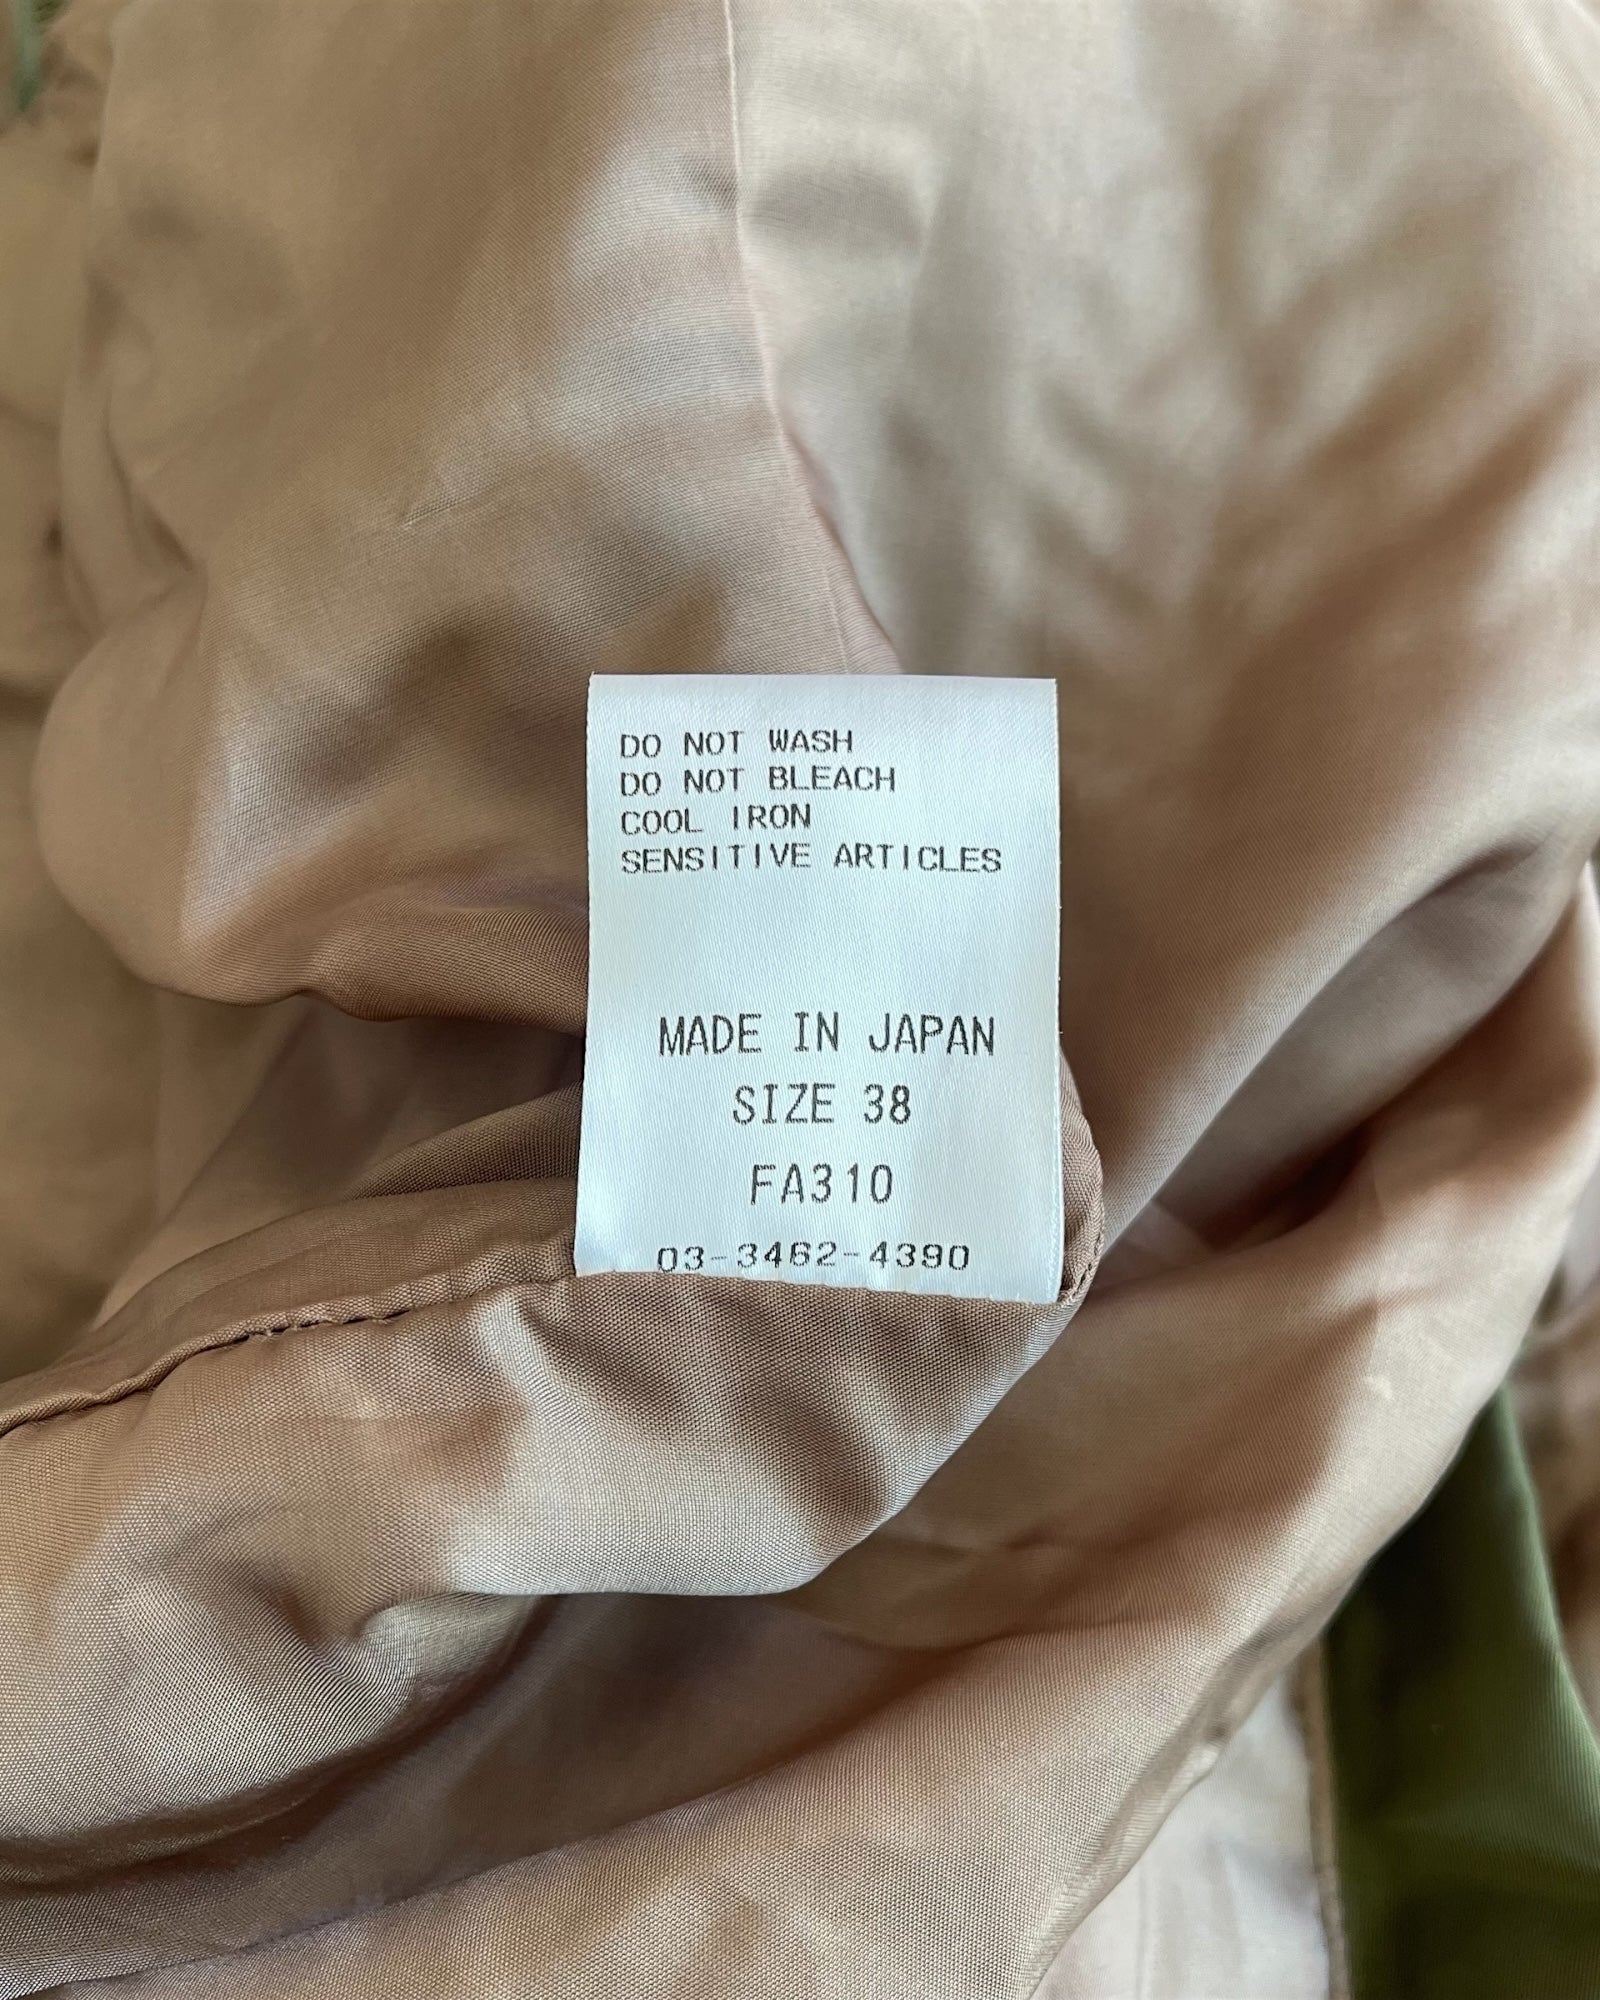 DO NOT WASH
DO NOT BLEACH
COOL IRON
SENSITIVE ARTICLES
MADE IN JAPAN
SIZE 38
FA310
03-3462-4390